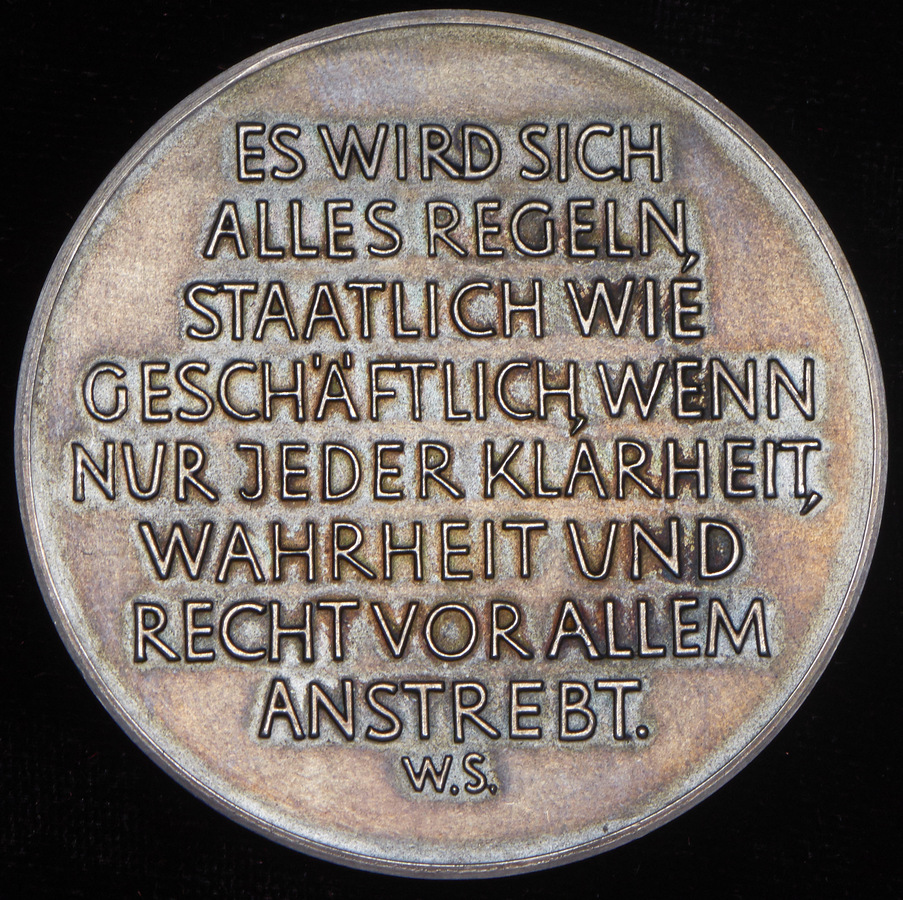 ES WIRD SICH
ALLES REGELN,
STAATLICH WIE
GESCHÄFTLICH, WENN
NUR JEDER KLARHEIT,
WAHRHEIT UND
RECHT VOR ALLEM
ANSTREBT.
W.S.